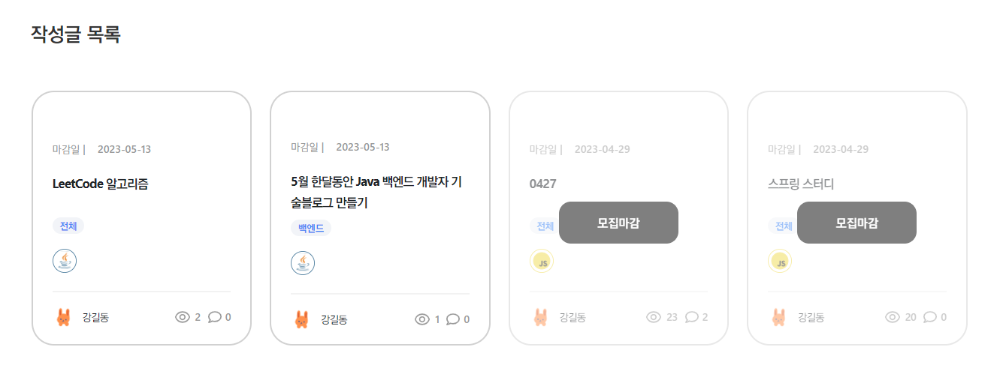 작성글 목록
마감일 | 2023-05-13
LeetCode 알고리즘
전체
강길동 2 0
마감일 | 2023-05-13
5월 한달동안 Java 백엔드 개발자 기
술블로그 만들기
백엔드
강길동 1 0
마감일 | 2023-04-29
0427
전체
모집마감
JS
강길동 23 2
마감일 | 2023-04-29
스프링 스터디
전체
모집마감
JS
강길동 20 0